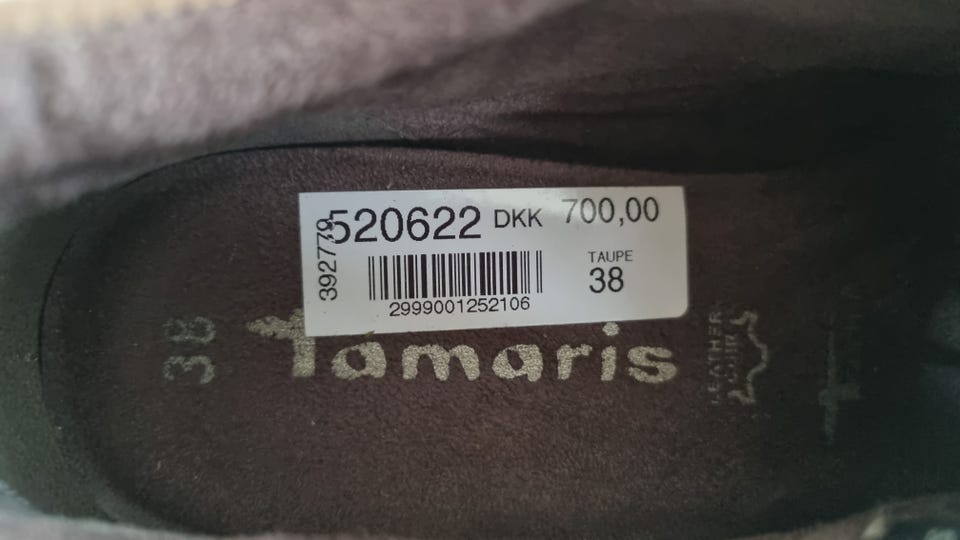 520622 DKK 700,00
392779
TAUPE
38
2999001252106
38
tamaris
LEATHER